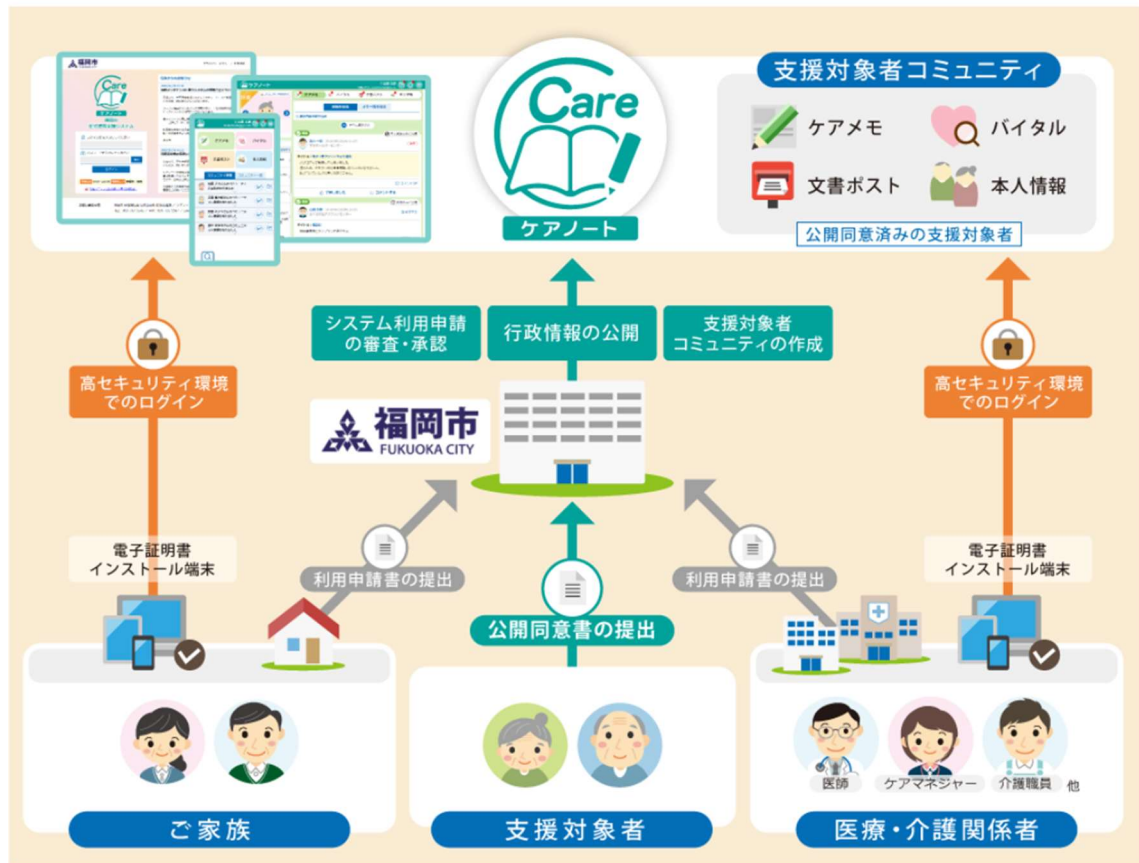 福岡市
ケアノート
Care
ケアノート
支援対象者コミュニティ
ケアメモ
バイタル
文書ポスト
本人情報
公開同意済みの支援対象者
システム利用申請
の審査・承認
行政情報の公開
支援対象者
コミュニティの作成
高セキュリティ環境
でのログイン
高セキュリティ環境
でのログイン
福岡市
FUKUOKA CITY
電子証明書
インストール端末
利用申請書の提出
利用申請書の提出
電子証明書
インストール端末
公開同意書の提出
医師
ケアマネジャー
介護職員
他
ご家族
支援対象者
医療・介護関係者